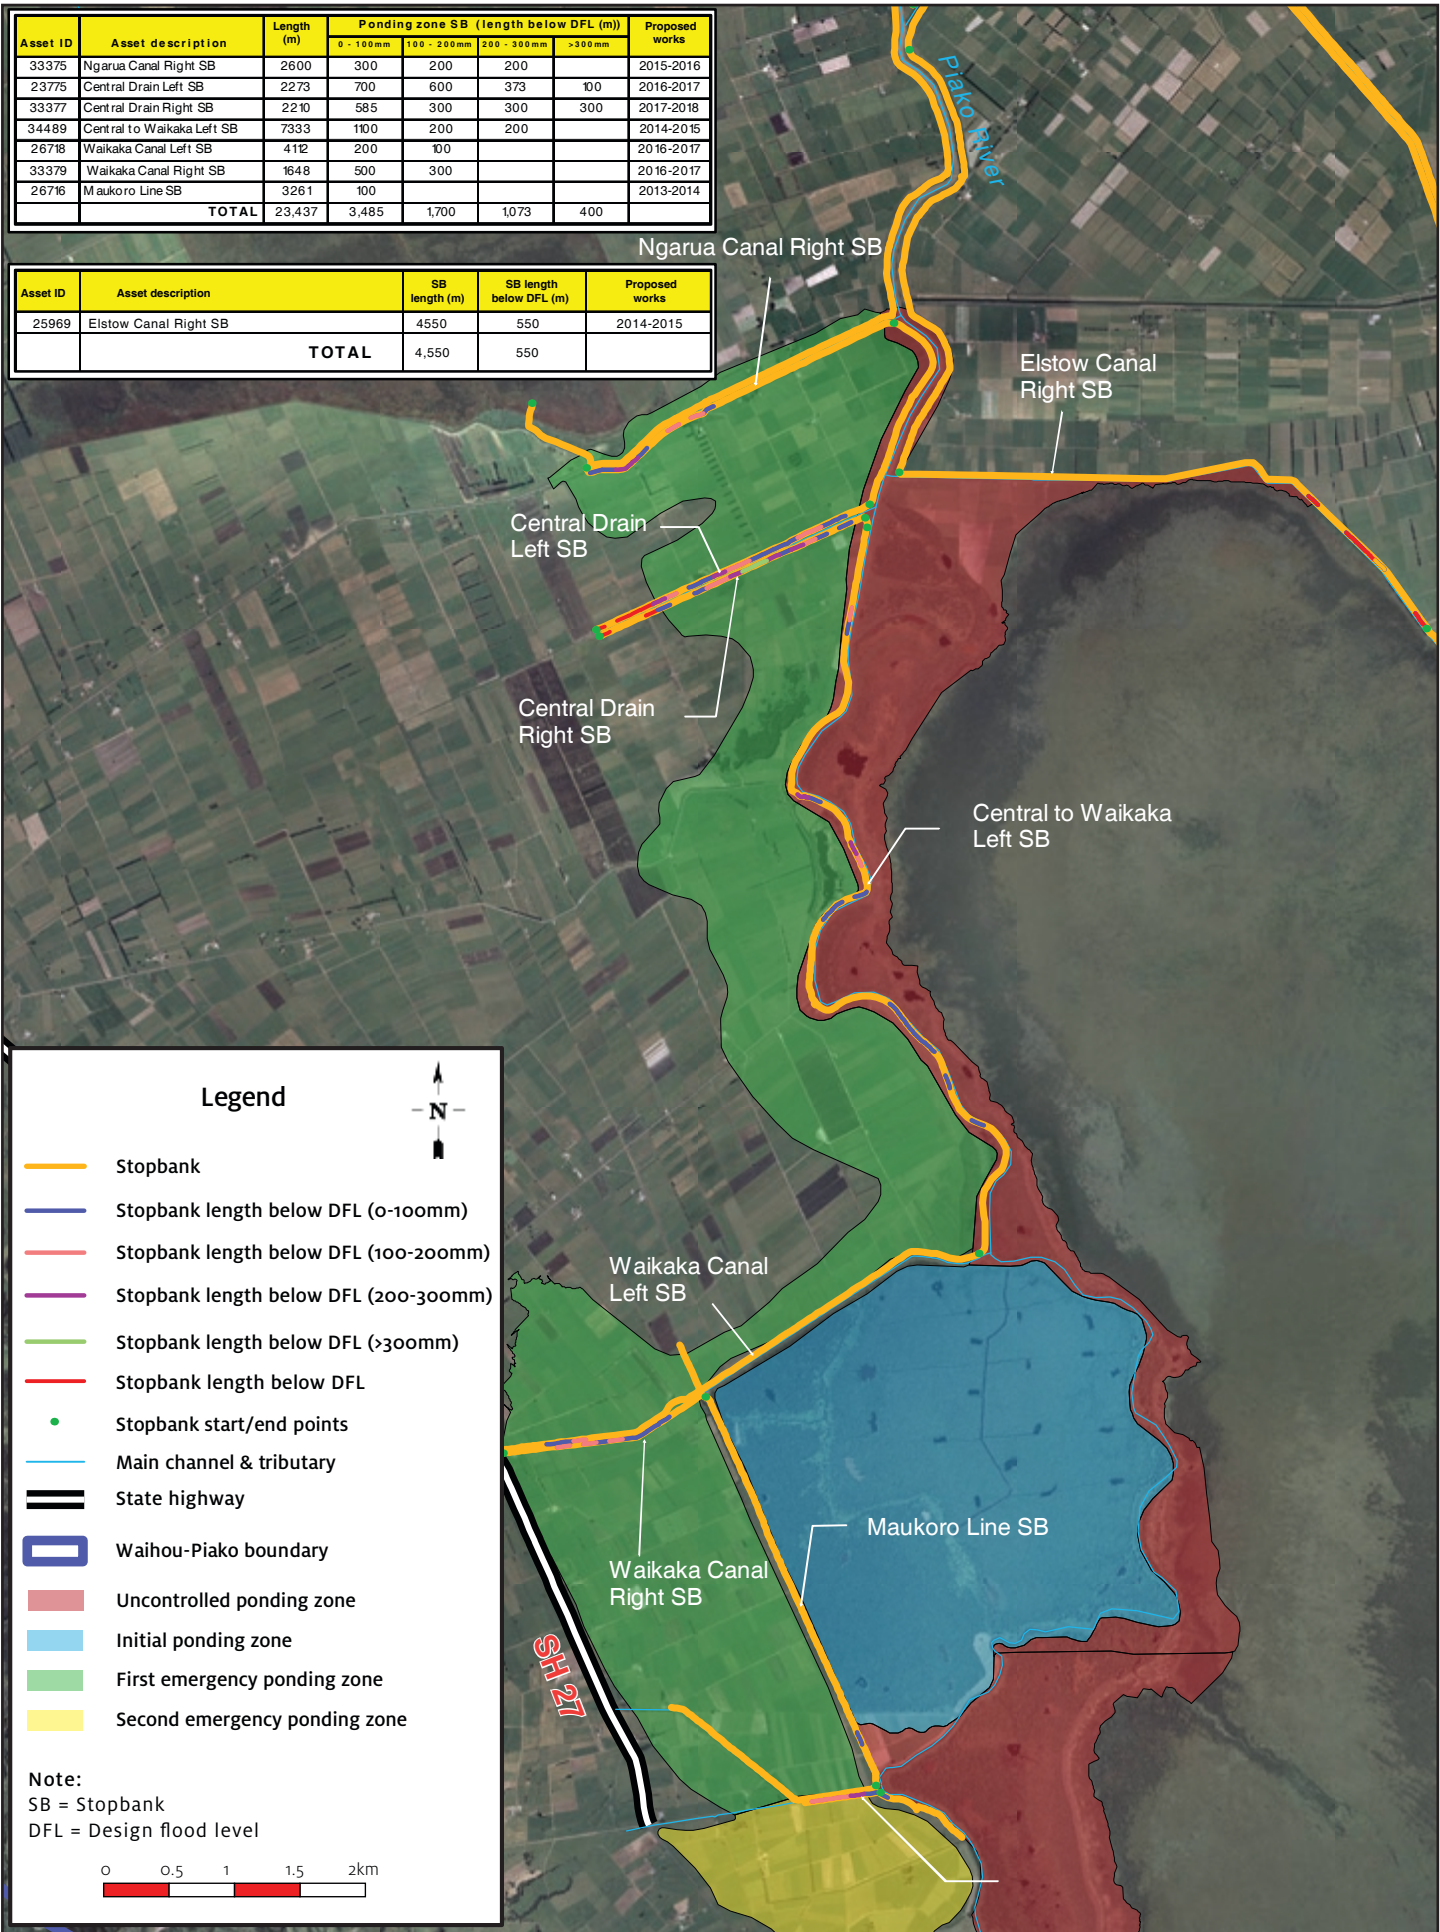 Asset ID Asset description Length (m) Ponding zone SB (length below DFL (m)) Proposed works
0 - 100mm 100 - 200mm 200 - 300mm >300mm
33375 Ngarua Canal Right SB 2600 300 200 200 2015-2016
23775 Central Drain Left SB 2273 700 600 373 100 2016-2017
33377 Central Drain Right SB 2210 585 300 300 300 2017-2018
34489 Central to Waikaka Left SB 7333 1100 200 200 2014-2015
26718 Waikaka Canal Left SB 4112 200 100 2016-2017
33379 Waikaka Canal Right SB 1648 500 300 2016-2017
26716 Maukoro Line SB 3261 100 2013-2014
TOTAL 23,437 3,485 1,700 1,073 400
Asset ID Asset description SB length (m) SB length below DFL (m) Proposed works
25969 Elstow Canal Right SB 4550 550 2014-2015
TOTAL 4,550 550
Piako River
Ngarua Canal Right SB
Elstow Canal
Right SB
Central Drain
Left SB
Central Drain
Right SB
Central to Waikaka
Left SB
Waikaka Canal
Left SB
Maukoro Line SB
Waikaka Canal
Right SB
SH 27
Legend
N
Stopbank
Stopbank length below DFL (0-100mm)
Stopbank length below DFL (100-200mm)
Stopbank length below DFL (200-300mm)
Stopbank length below DFL (>300mm)
Stopbank length below DFL
Stopbank start/end points
Main channel & tributary
State highway
Waihou-Piako boundary
Uncontrolled ponding zone
Initial ponding zone
First emergency ponding zone
Second emergency ponding zone
Note:
SB = Stopbank
DFL = Design flood level
0 0.5 1 1.5 2km